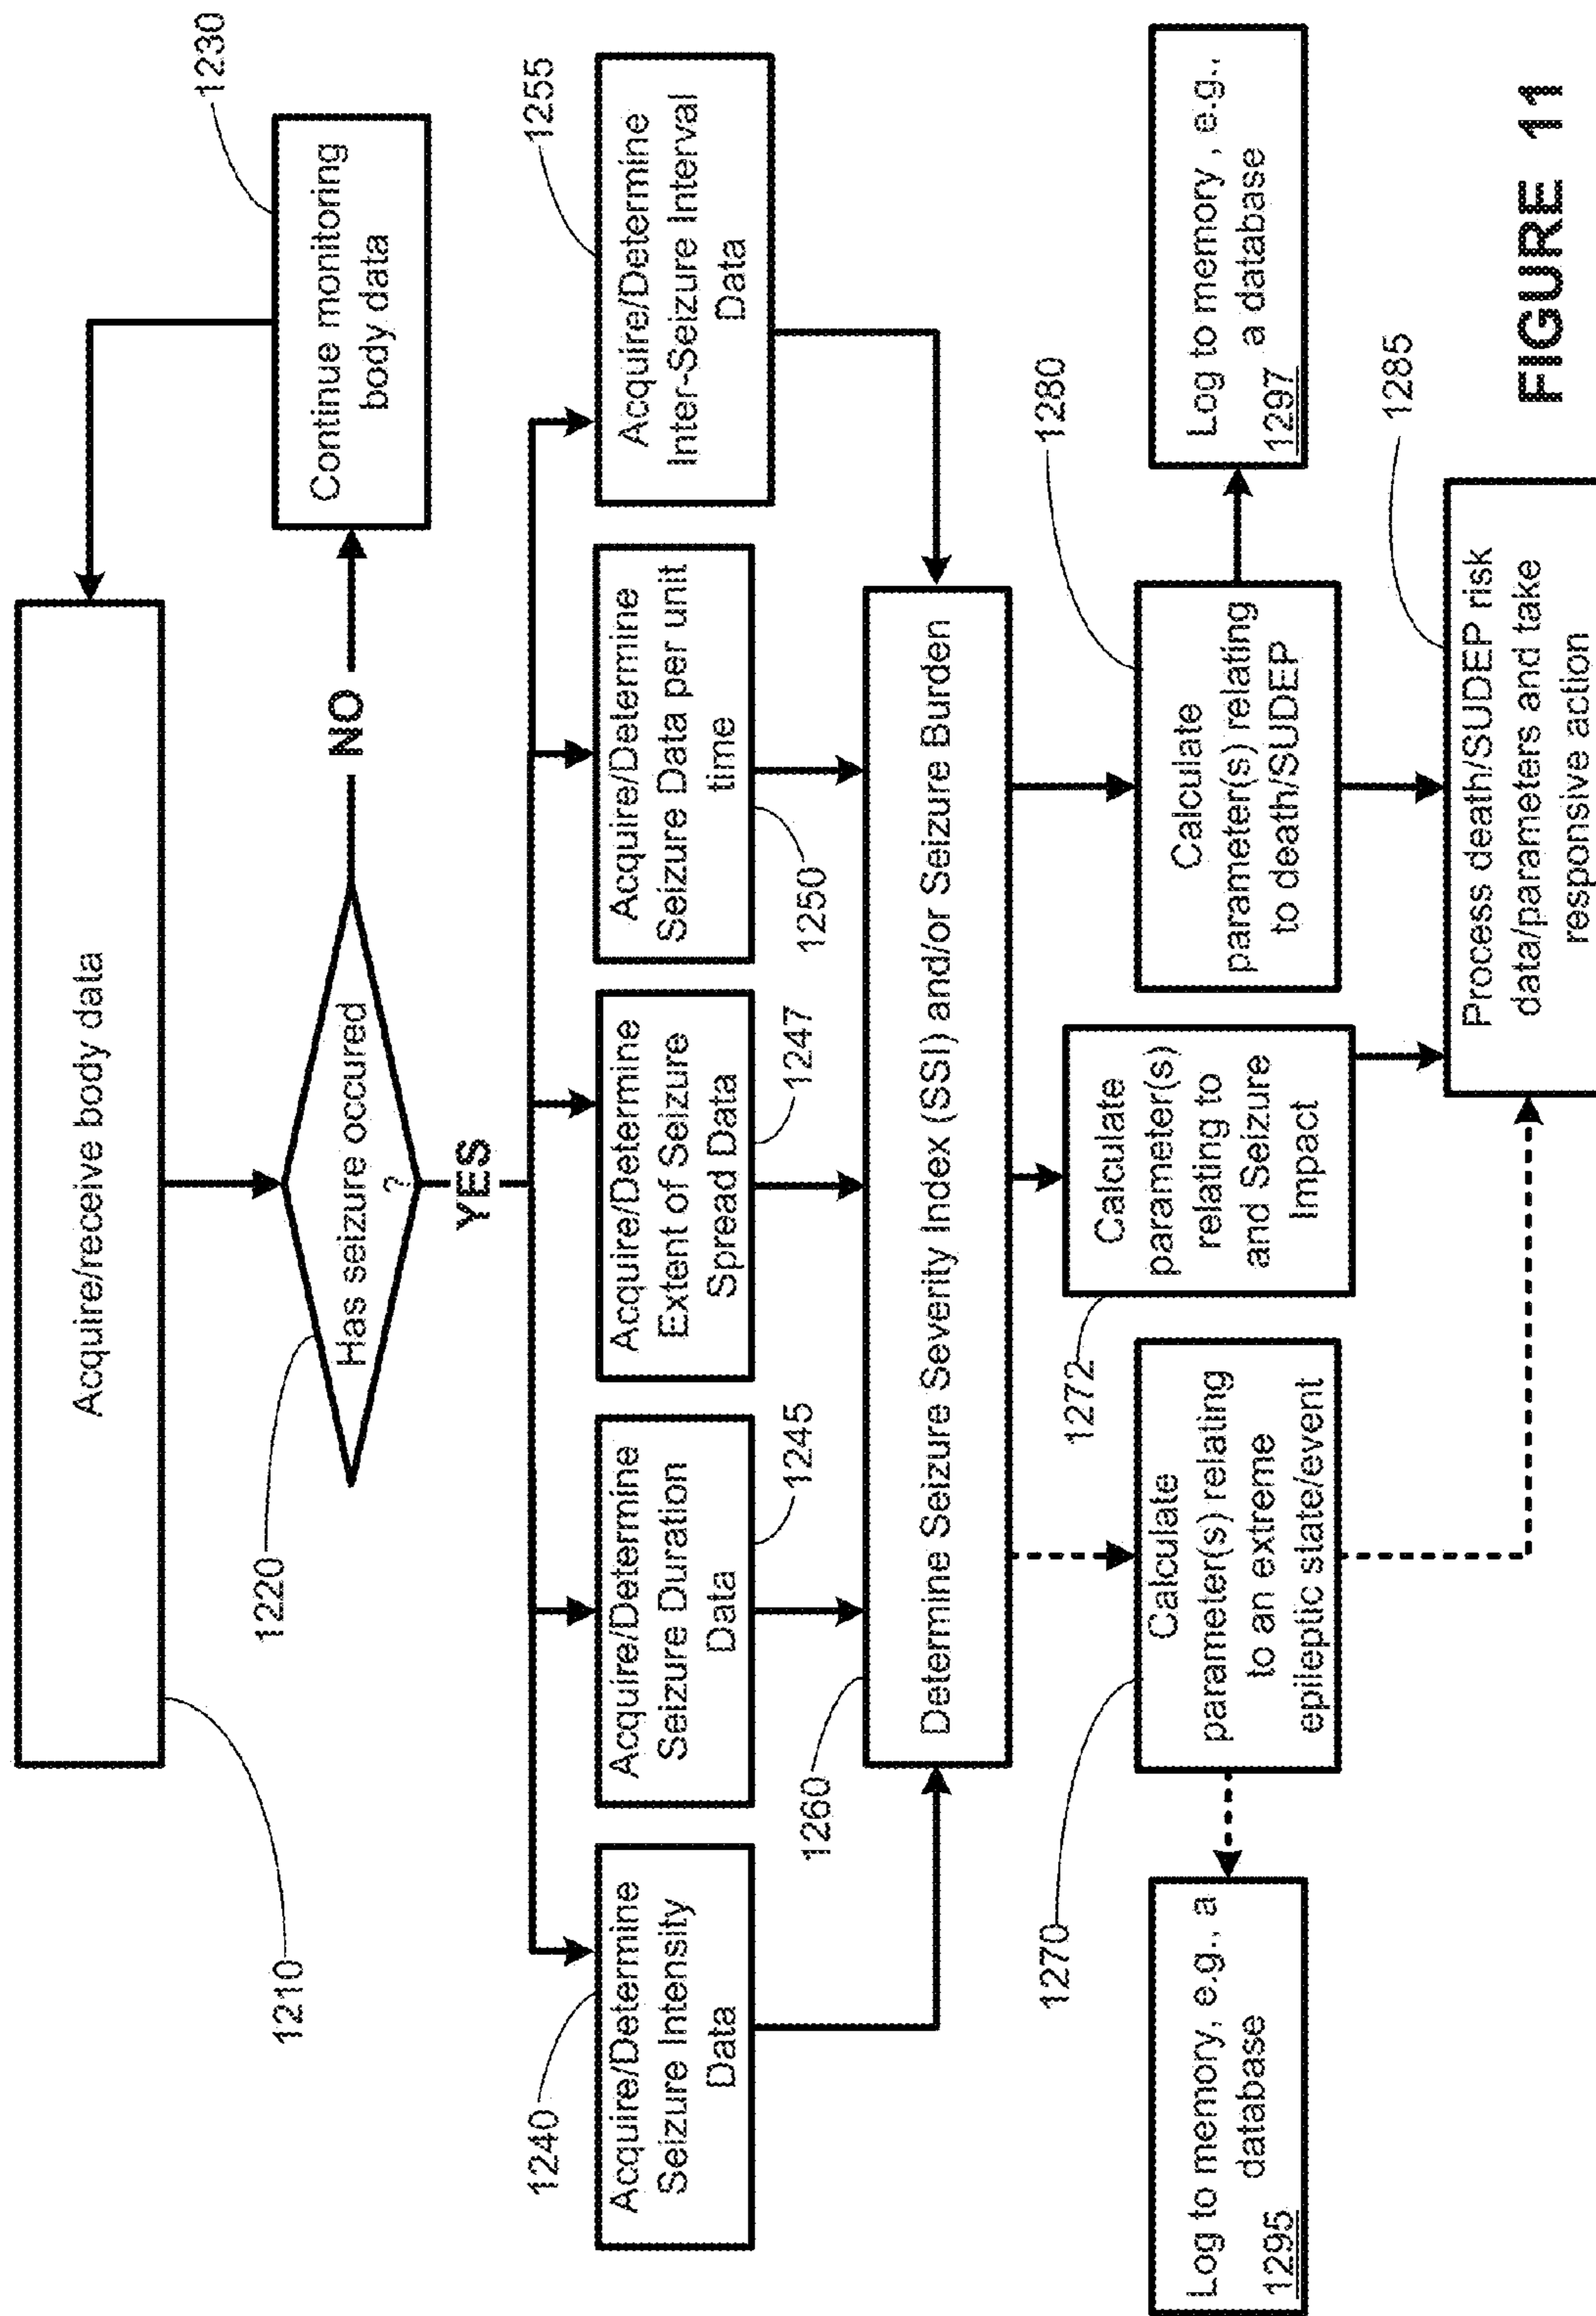 Acquire/receive body data
1210
1220
Has seizure occured
?
NO
1230
Continue monitoring
body data
YES
1240
Acquire/Determine
Seizure Intensity
Data
Acquire/Determine
Seizure Duration
Data
1245
Acquire/Determine
Extent of Seizure
Spread Data
1247
Acquire/Determine
Seizure Data per unit
time
1250
1255
Acquire/Determine
Inter-Seizure Interval
Data
1260
Determine Seizure Severity Index (SSI) and/or Seizure Burden
Log to memory, e.g., a
database
1295
1270
Calculate
parameter(s) relating
to an extreme
epileptic state/event
1272
Calculate
parameter(s)
relating to
and Seizure
Impact
Calculate
parameter(s) relating
to death/SUDEP
1280
Log to memory , e.g.,
a database
1297
Process death/SUDEP risk
data/parameters and take
responsive action
1285
FIGURE 11